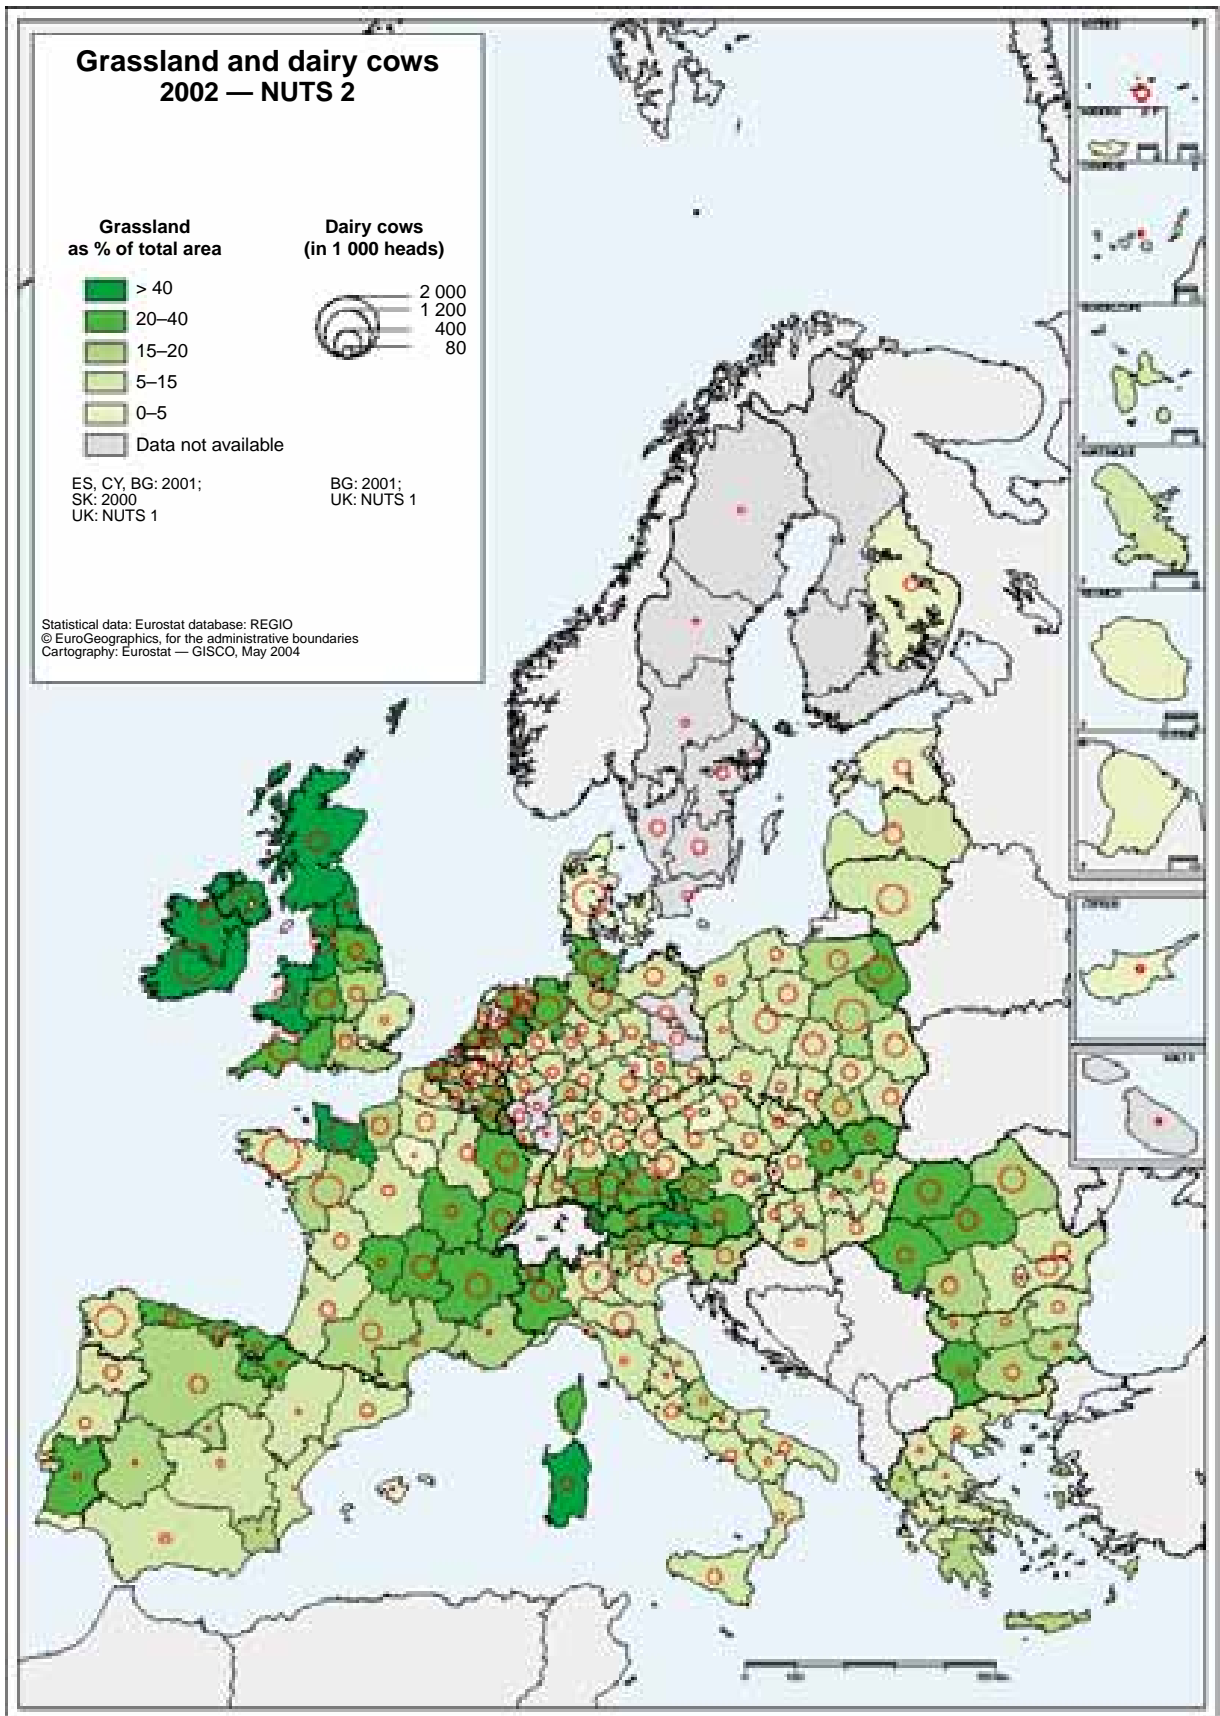 Grassland and dairy cows
2002 — NUTS 2
Grassland
as % of total area
> 40
20–40
15–20
5–15
0–5
Data not available
Dairy cows
(in 1 000 heads)
2 000
1 200
400
80
ES, CY, BG: 2001;
SK: 2000
UK: NUTS 1
BG: 2001;
UK: NUTS 1
Statistical data: Eurostat database: REGIO
© EuroGeographics, for the administrative boundaries
Cartography: Eurostat — GISCO, May 2004